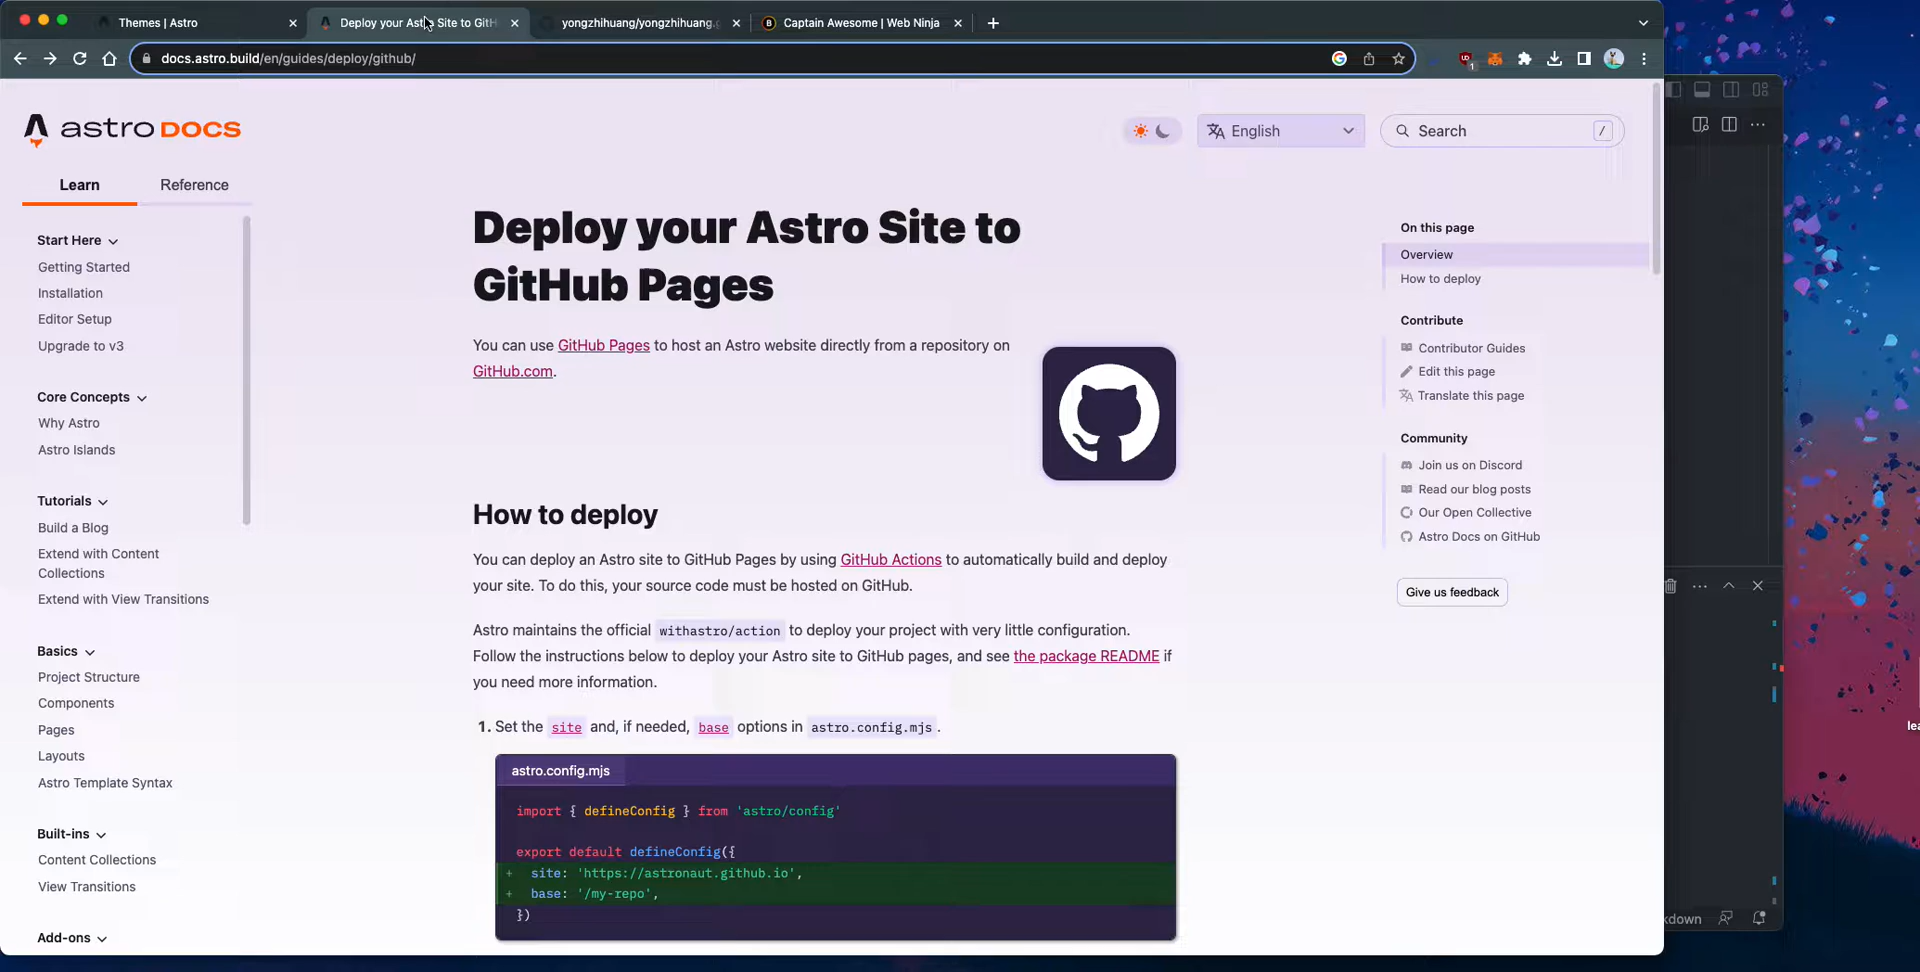 Themes | Astro
Deploy your Astro Site to GitH
yongzhihuang/yongzhihuang.g
Captain Awesome | Web Ninja
docs.astro.build/en/guides/deploy/github/
astro DOCS
English
Search
/
Learn
Reference
Start Here
Getting Started
Installation
Editor Setup
Upgrade to v3
Core Concepts
Why Astro
Astro Islands
Tutorials
Build a Blog
Extend with Content
Collections
Extend with View Transitions
Basics
Project Structure
Components
Pages
Layouts
Astro Template Syntax
Built-ins
Content Collections
View Transitions
Add-ons
Deploy your Astro Site to
GitHub Pages
You can use GitHub Pages to host an Astro website directly from a repository on
GitHub.com.
How to deploy
You can deploy an Astro site to GitHub Pages by using GitHub Actions to automatically build and deploy
your site. To do this, your source code must be hosted on GitHub.
Astro maintains the official withastro/action to deploy your project with very little configuration.
Follow the instructions below to deploy your Astro site to GitHub pages, and see the package README if
you need more information.
1. Set the site and, if needed, base options in astro.config.mjs.
astro.config.mjs
import { defineConfig } from 'astro/config'
export default defineConfig({
+ site: 'https://astronaut.github.io',
+ base: '/my-repo',
})
On this page
Overview
How to deploy
Contribute
Contributor Guides
Edit this page
Translate this page
Community
Join us on Discord
Read our blog posts
Our Open Collective
Astro Docs on GitHub
Give us feedback
kdown
lea